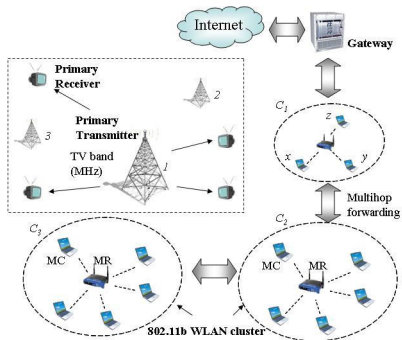 Internet
Gateway
Primary
Receiver
2
Primary
Transmitter
3
TV band
(MHz)
1
C1
z
x
y
Multihop
forwarding
C3
MC
MR
C2
MC
MR
802.11b WLAN cluster